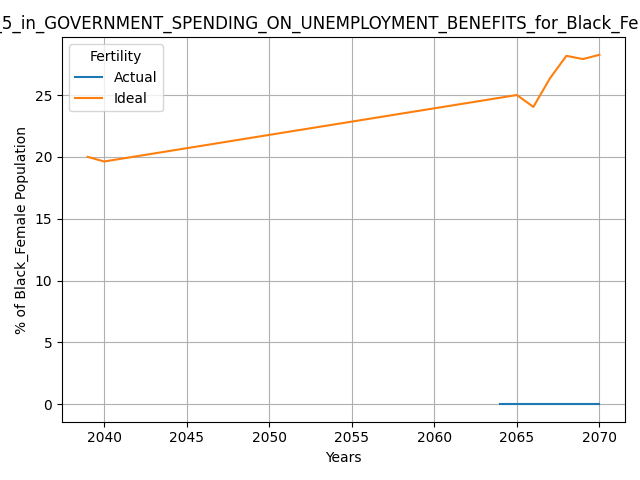 _5_in_GOVERNMENT_SPENDING_ON_UNEMPLOYMENT_BENEFITS_for_Black_Fe
Fertility
Actual
Ideal
25
20
15
10
5
0
% of Black_Female Population
2040 2045 2050 2055 2060 2065 2070
Years